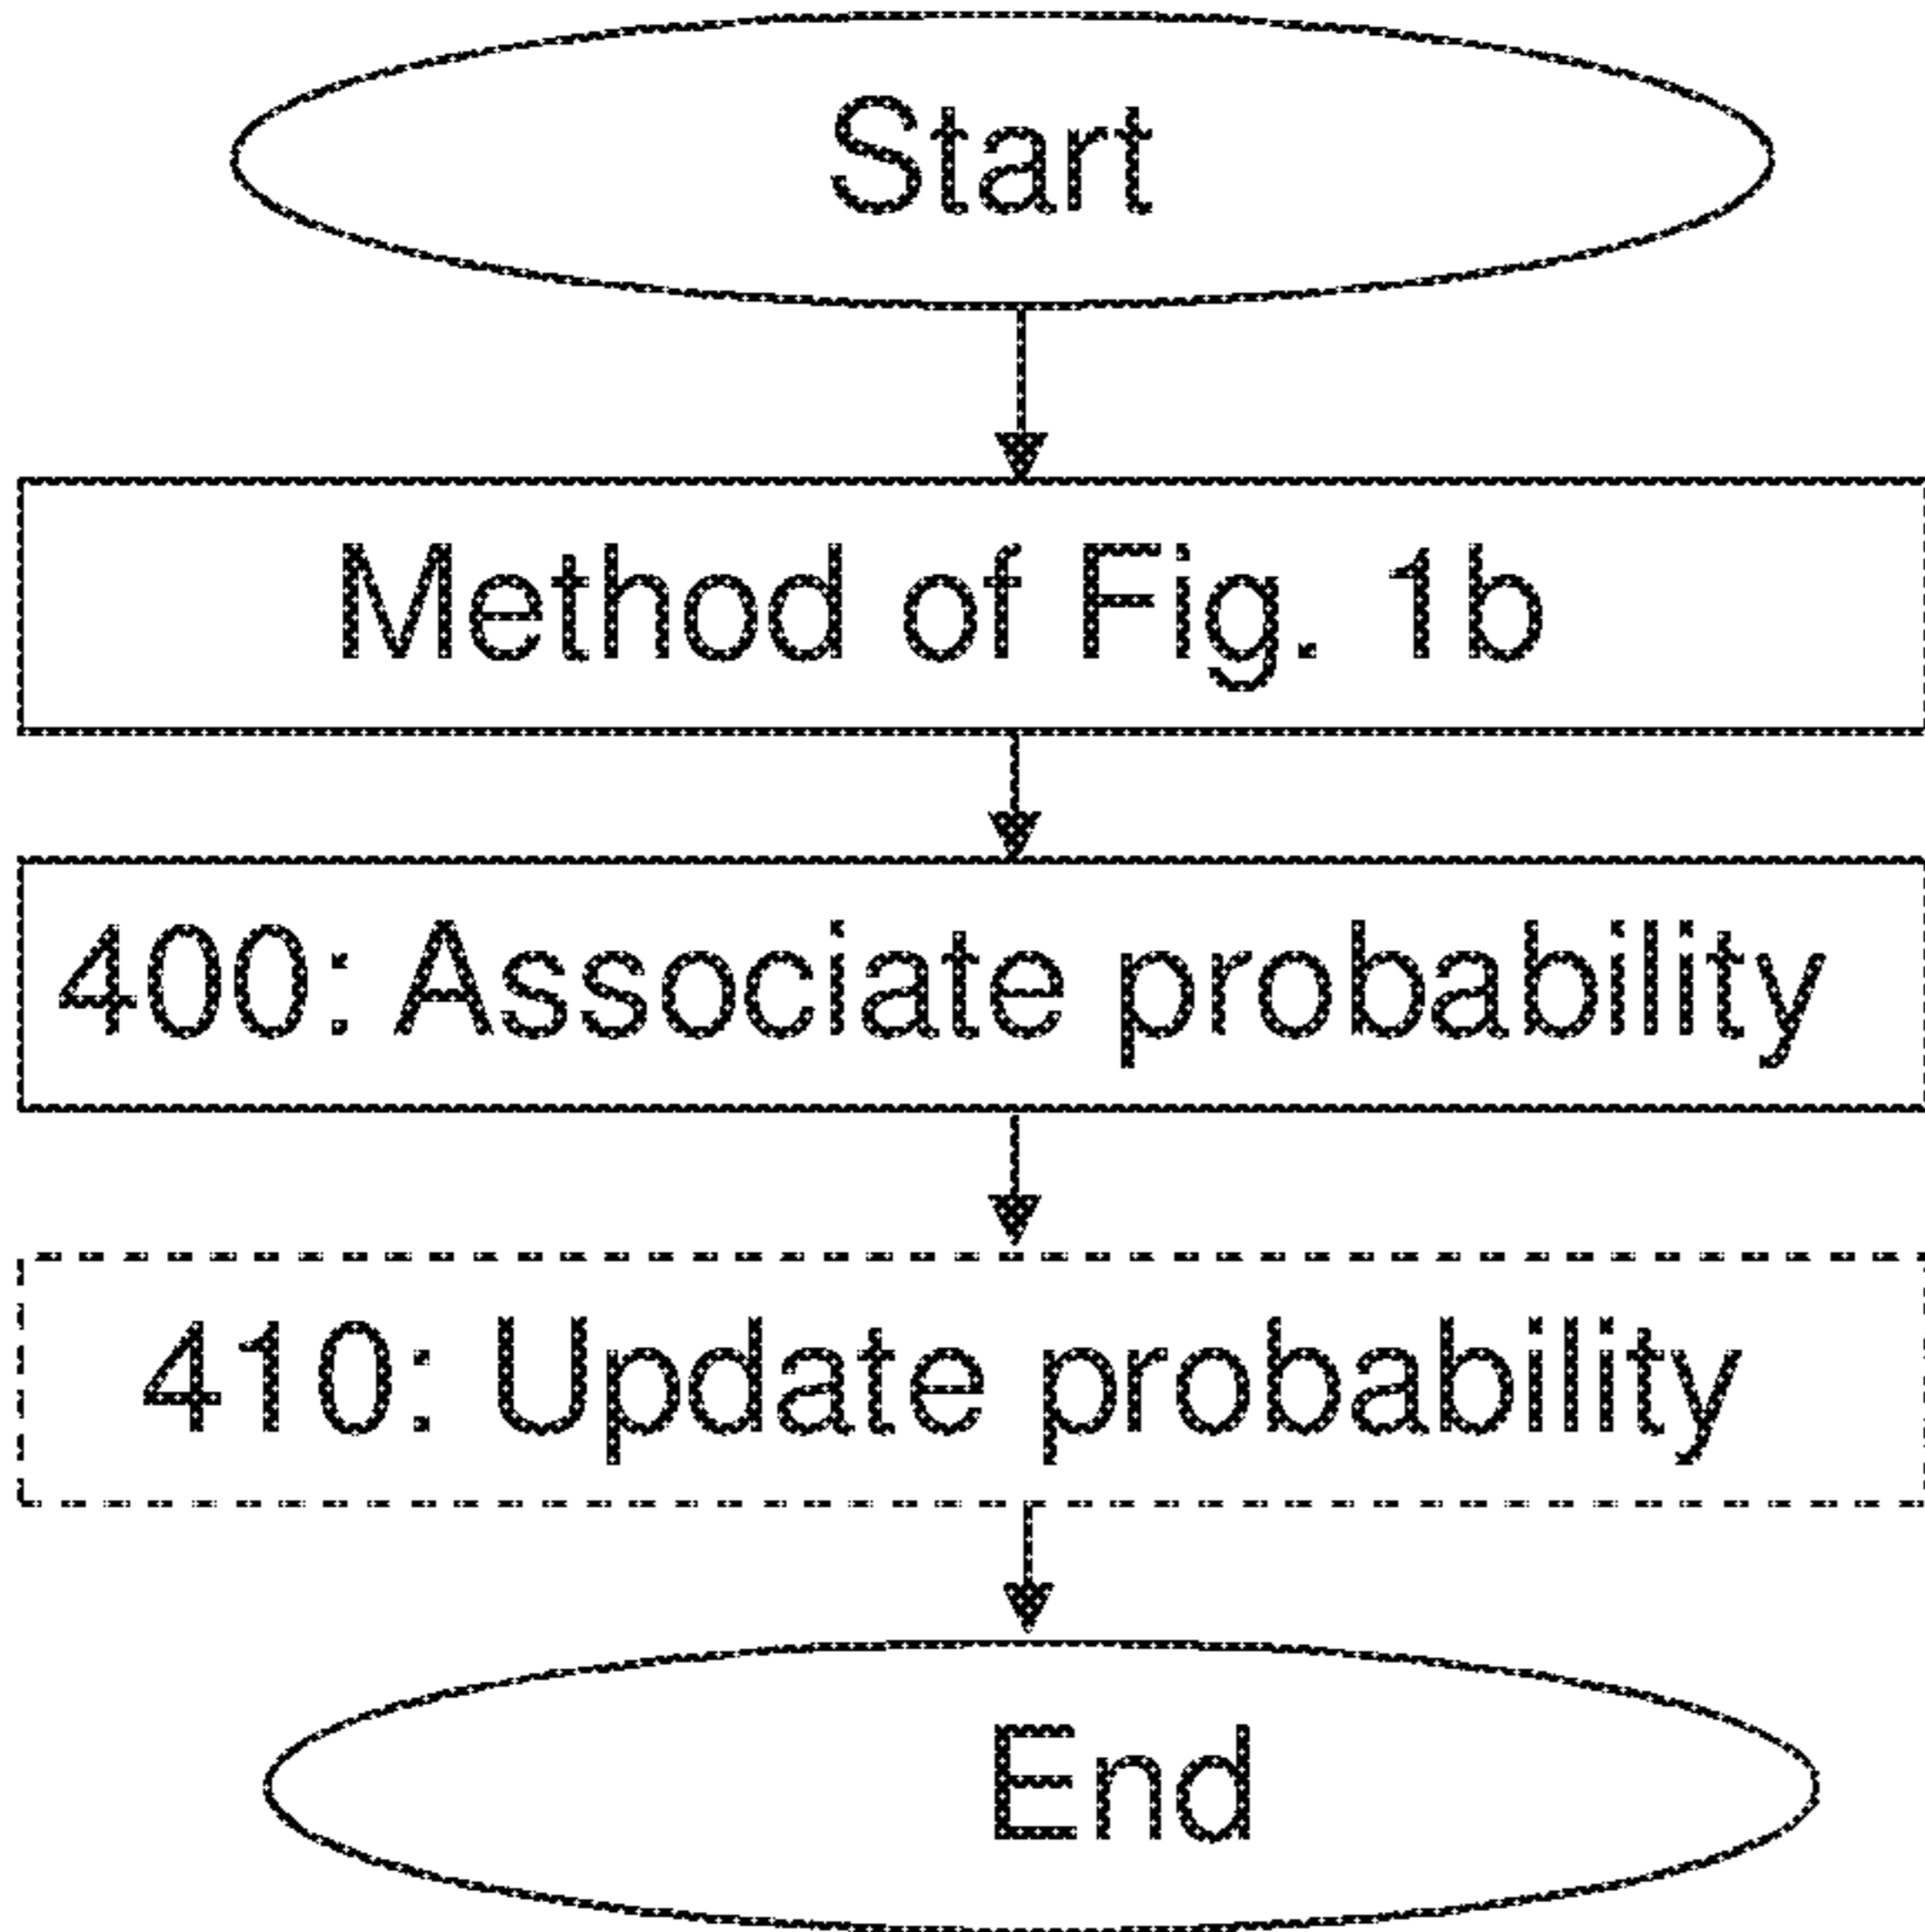 Start
Method of Fig. 1b
400: Associate probability
410: Update probability
End